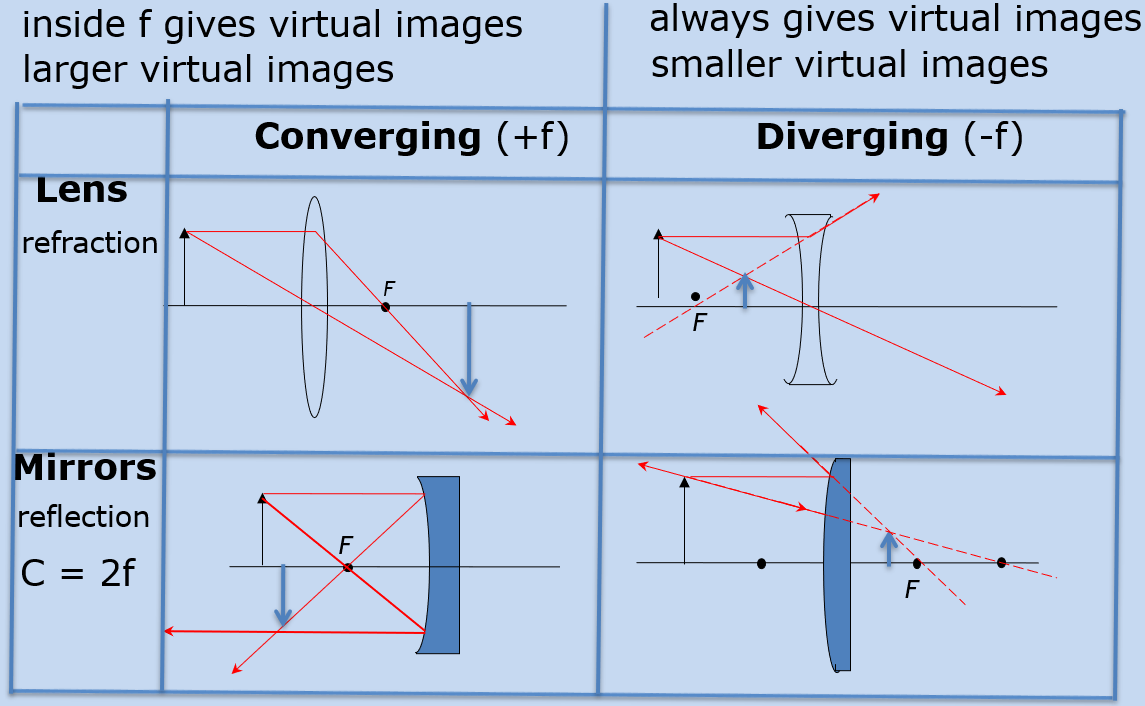 inside f gives virtual images
larger virtual images
always gives virtual images
smaller virtual images
Converging (+f)
Diverging (-f)
Lens
refraction
F
F
Mirrors
reflection
C = 2f
F
F